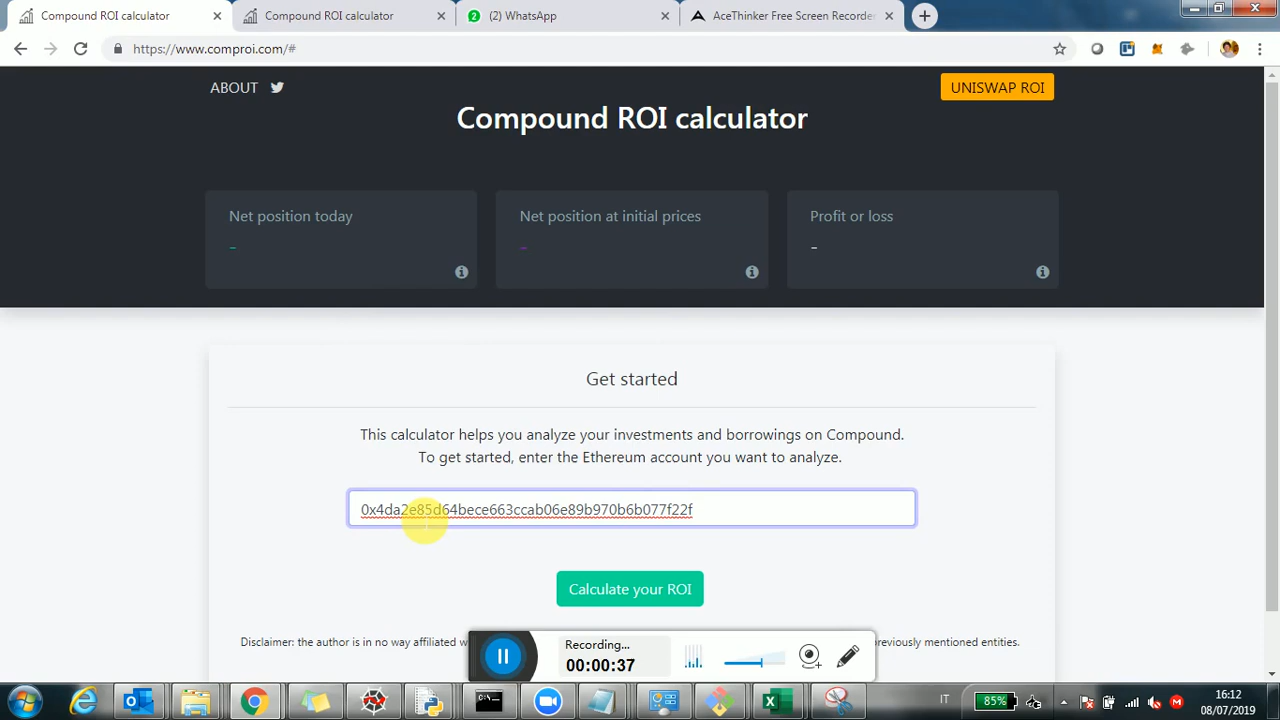 Compound ROI calculator
Compound ROI calculator
2
(2) WhatsApp
AceThinker Free Screen Recorder
https://www.comproi.com/#
ABOUT
UNISWAP ROI
Compound ROI calculator
Net position today
-
Net position at initial prices
-
Profit or loss
-
Get started
This calculator helps you analyze your investments and borrowings on Compound.
To get started, enter the Ethereum account you want to analyze.
0x4da2e85d64bece663ccab06e89b970b6b077f22f
Calculate your ROI
Disclaimer: the author is in no way affiliated
previously mentioned entities.
Recording...
00:00:37
IT
85%
16:12
08/07/2019